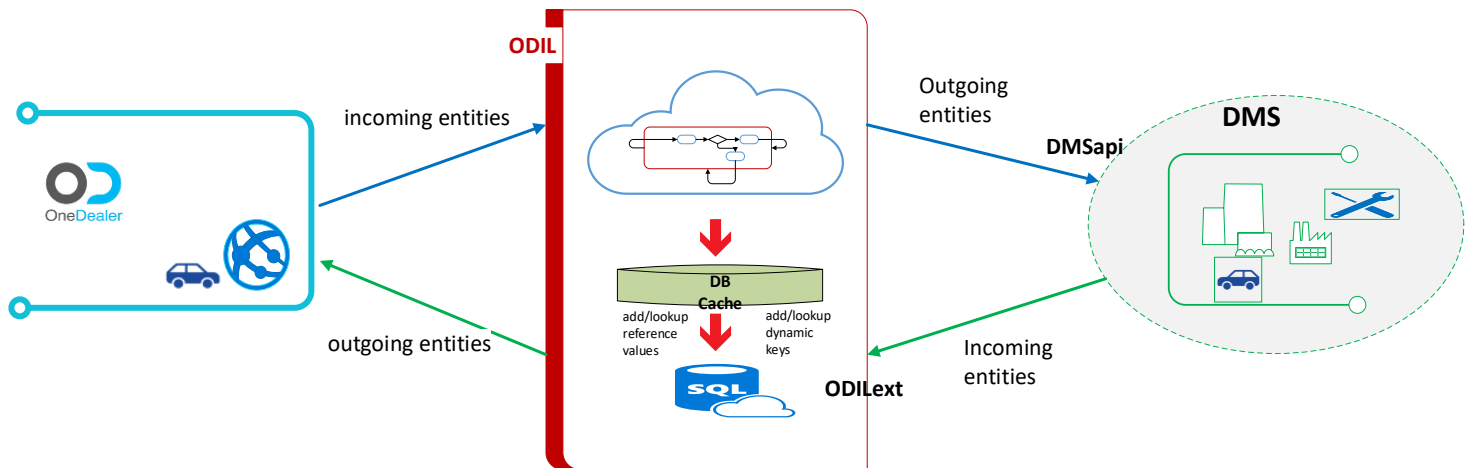 ODIL
incoming entities
OneDealer
outgoing entities
DB
Cache
add/lookup
reference
values
add/lookup
dynamic
keys
SQL
ODILext
Outgoing
entities
DMSapi
DMS
Incoming
entities